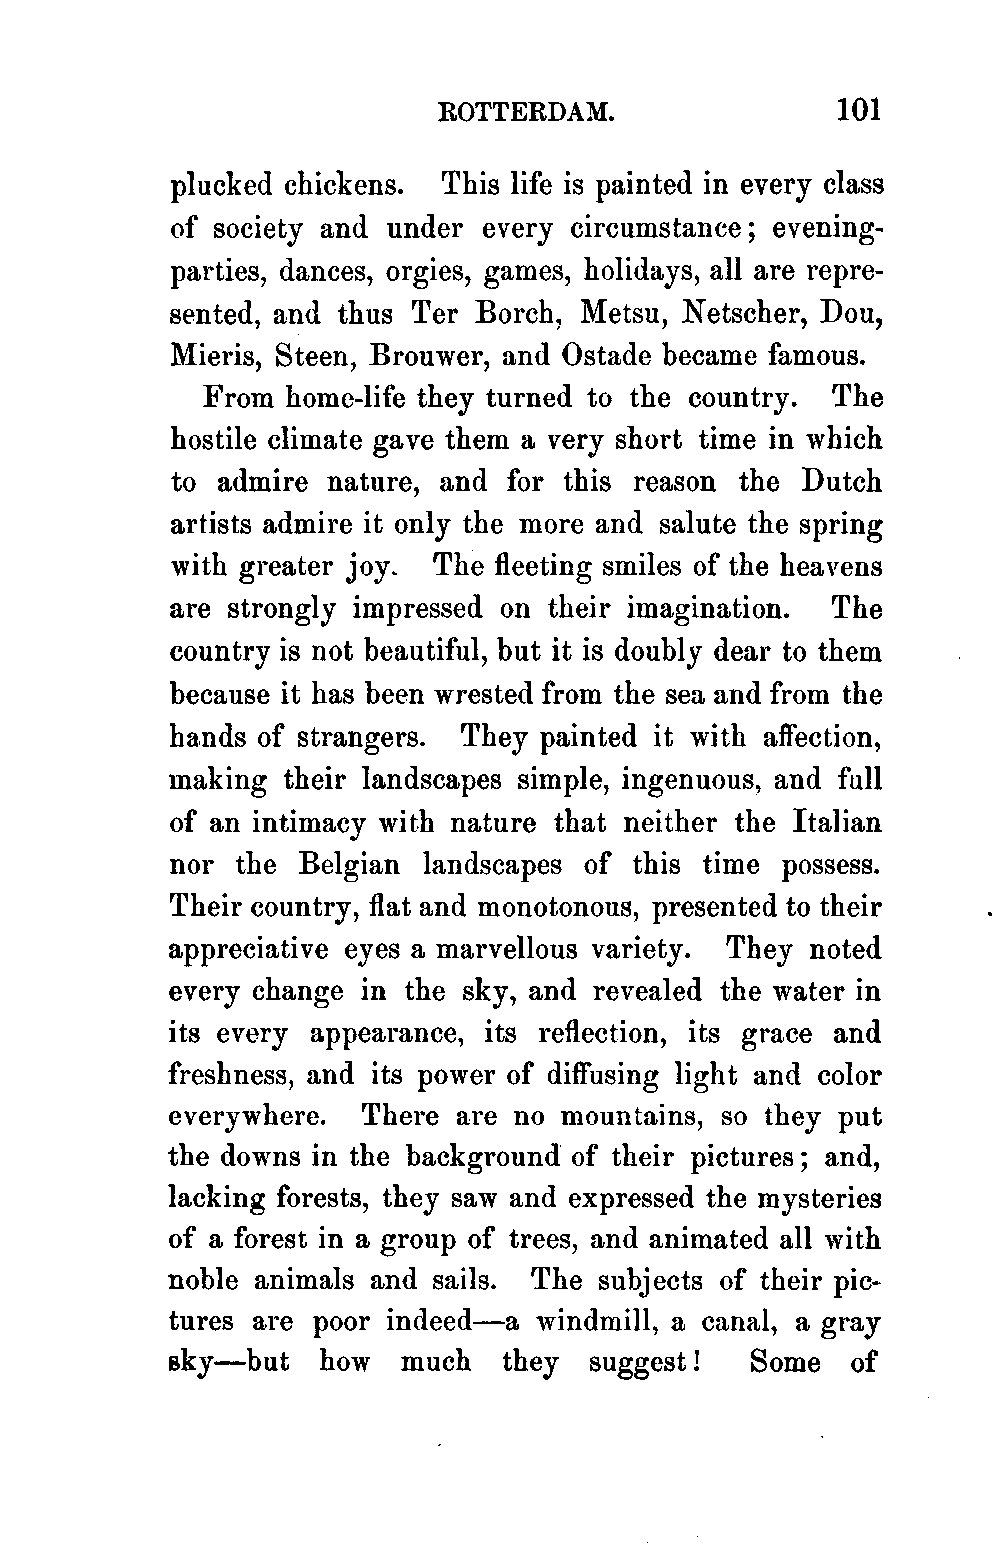 ROTTERDAM. 101
plucked chickens. This life is painted in every class
of society and under every circumstance; evening-
parties, dances, orgies, games, holidays, all are repre-
sented, and thus Ter Borch, Metsu, Netscher, Dou,
Mieris, Steen, Brouwer, and Ostade became famous.
From home-life they turned to the country. The
hostile climate gave them a very short time in which
to admire nature, and for this reason the Dutch
artists admire it only the more and salute the spring
with greater joy. The fleeting smiles of the heavens
are strongly impressed on their imagination. The
country is not beautiful, but it is doubly dear to them
because it has been wrested from the sea and from the
hands of strangers. They painted it with affection,
making their landscapes simple, ingenuous, and full
of an intimacy with nature that neither the Italian
nor the Belgian landscapes of this time possess.
Their country, flat and monotonous, presented to their
appreciative eyes a marvellous variety. They noted
every change in the sky, and revealed the water in
its every appearance, its reflection, its grace and
freshness, and its power of diffusing light and color
everywhere. There are no mountains, so they put
the downs in the background of their pictures; and,
lacking forests, they saw and expressed the mysteries
of a forest in a group of trees, and animated all with
noble animals and sails. The subjects of their pic-
tures are poor indeed—a windmill, a canal, a gray
sky—but how much they suggest! Some of